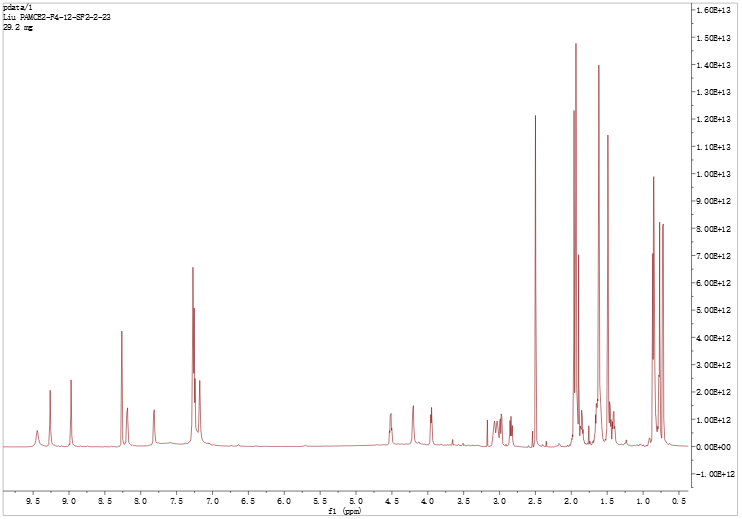 pdata/1
Liu PAMCE2-F4-12-SF2-2-23
29.2 mg
1.60E+13
1.50E+13
1.40E+13
1.30E+13
1.20E+13
1.10E+13
1.00E+13
9.00E+12
8.00E+12
7.00E+12
6.00E+12
5.00E+12
4.00E+12
3.00E+12
2.00E+12
1.00E+12
0.00E+00
-1.00E+12
9.5 9.0 8.5 8.0 7.5 7.0 6.5 6.0 5.5 5.0 4.5 4.0 3.5 3.0 2.5 2.0 1.5 1.0 0.5
f1 (ppm)